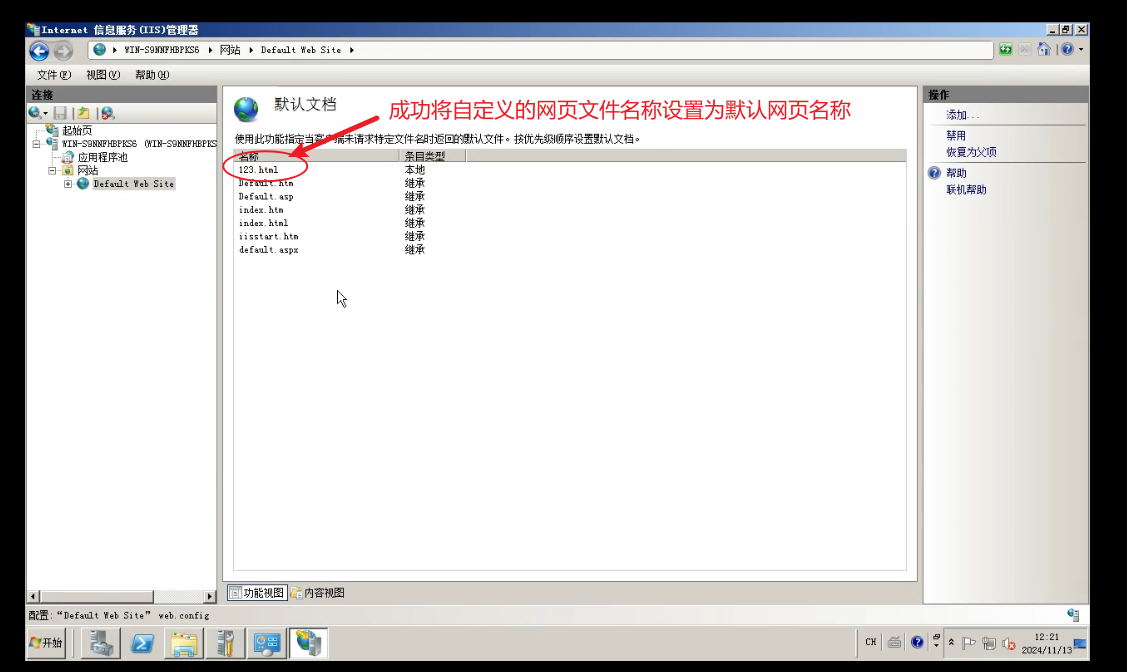 Internet 信息服务(IIS)管理器
WIN-S9NNFHBPKS6 网站 Default Web Site
文件(F) 视图(V) 帮助(H)
连接
起始页
WIN-S9NNFHBPKS6 (WIN-S9NNFHBPKS
应用程序池
网站
Default Web Site
默认文档
成功将自定义的网页文件名称设置为默认网页名称
使用此功能指定当客户端未请求特定文件名时返回的默认文件。按优先级顺序设置默认文档。
名称 条目类型
123.html 本地
Default.htm 继承
Default.asp 继承
index.htm 继承
index.html 继承
iisstart.htm 继承
default.aspx 继承
操作
添加...
禁用
恢复为父项
帮助
联机帮助
功能视图 内容视图
配置:“Default Web Site” web.config
开始
CH
12:21
2024/11/13